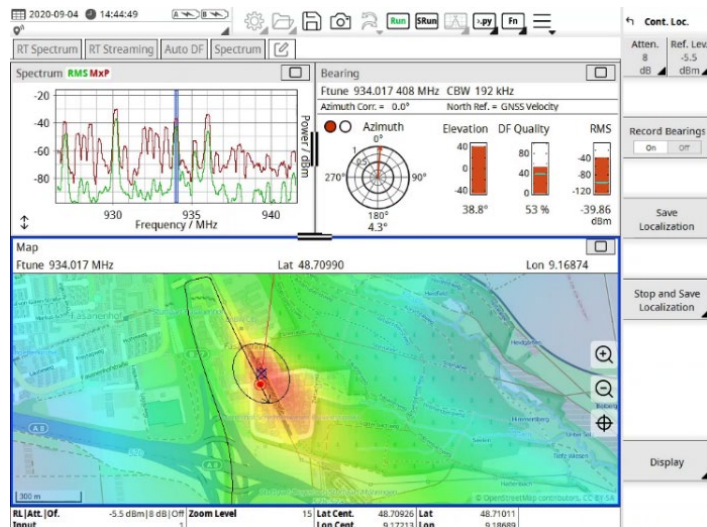 2020-09-04 14:44:49 A B Run SRun .py Fn Cont. Loc.
RT Spectrum RT Streaming Auto DF Spectrum
Atten. Ref. Lev.
8 -5.5
dB dBm
Spectrum RMS MxP
-20
-40
-60
-80
930 935 940
Frequency / MHz
Power / dBm
Bearing
Ftune 934.017 408 MHz CBW 192 kHz
Azimuth Corr. = 0.0° North Ref. = GNSS Velocity
Azimuth Elevation DF Quality RMS
0°
1
0.5
270° 90°
180°
4.3°
40
0
-40
38.8°
80
40
0
53 %
-40
-80
-120
-39.86
dBm
Record Bearings
On Off
Save
Localization
Stop and Save
Localization
Display
Map
Ftune 934.017 MHz Lat 48.70990 Lon 9.16874
Fasanenhof
A 8
A 8
300 m
© OpenStreetMap contributors, CC-BY-SA
RL|Att.|Of. -5.5 dBm|8 dB|Off Zoom Level 15 Lat Cent. 48.70926 Lat 48.71011
Input 1 Lon Cent. 9.17213 Lon 9.18689